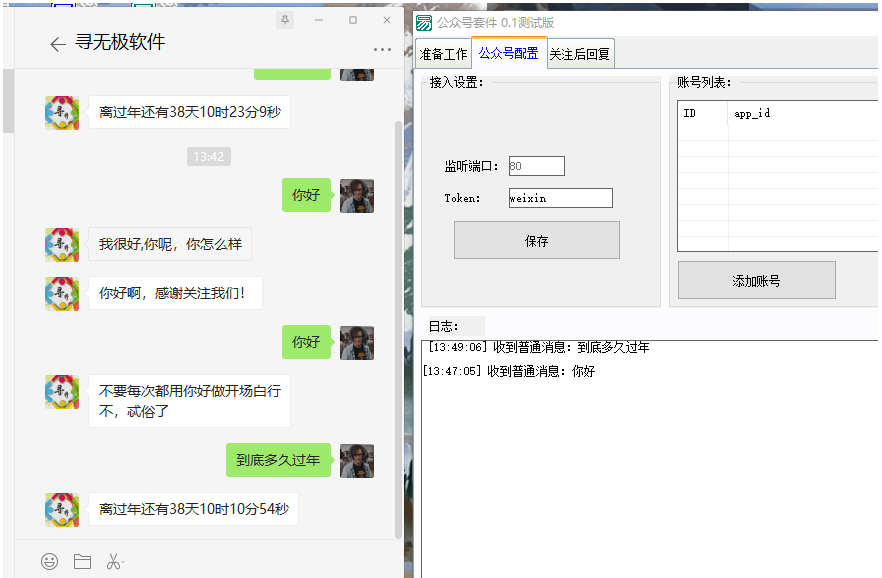 寻无极软件
离过年还有38天10时23分9秒
13:42
你好
我很好,你呢，你怎么样
你好啊，感谢关注我们！
你好
不要每次都用你好做开场白行
不，忒俗了
到底多久过年
离过年还有38天10时10分54秒
公众号套件 0.1测试版
准备工作 公众号配置 关注后回复
接入设置：
监听端口： 80
Token: weixin
保存
账号列表：
ID app_id
添加账号
日志：
[13:49:06] 收到普通消息：到底多久过年
[13:47:05] 收到普通消息：你好